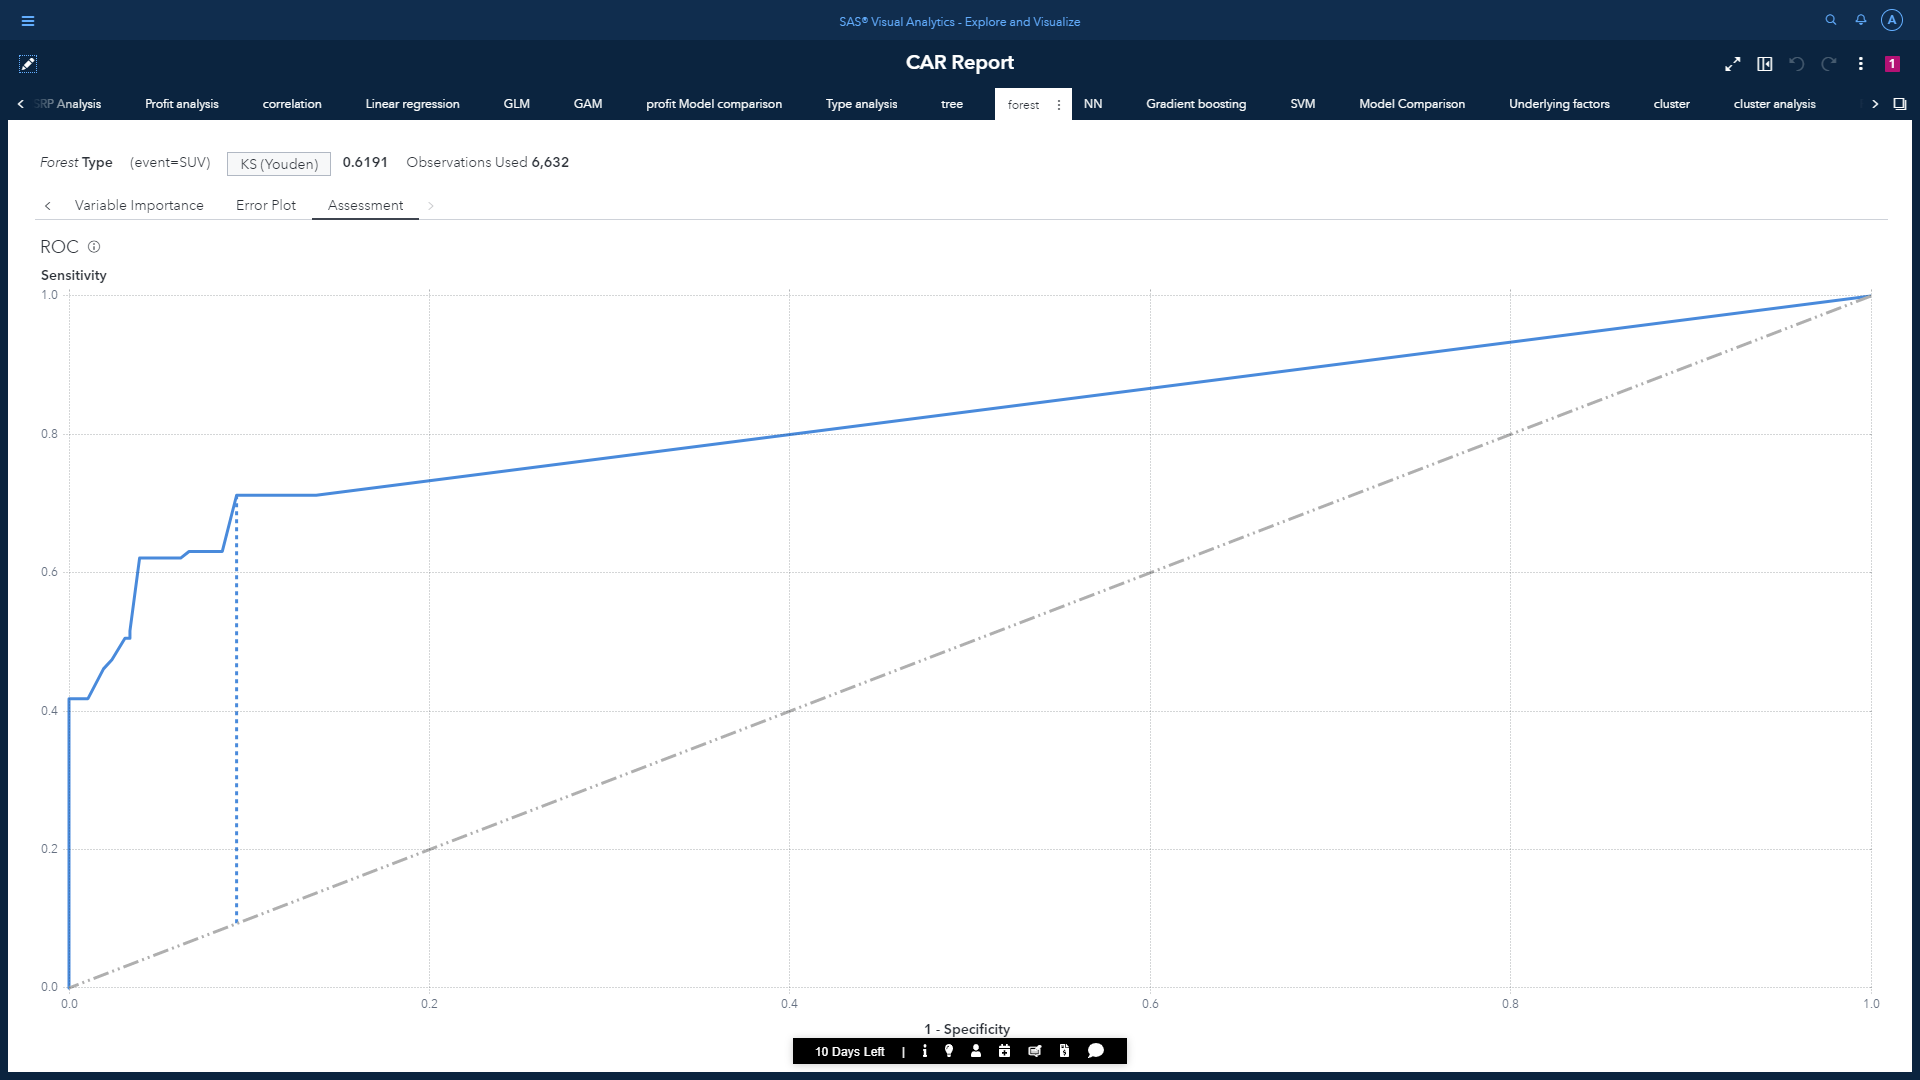 SAS® Visual Analytics - Explore and Visualize
A
CAR Report
1
SRP Analysis Profit analysis correlation Linear regression GLM GAM profit Model comparison Type analysis tree forest NN Gradient boosting SVM Model Comparison Underlying factors cluster cluster analysis
Forest Type (event=SUV) KS (Youden) 0.6191 Observations Used 6,632
Variable Importance Error Plot Assessment
ROC
Sensitivity
1.0
0.8
0.6
0.4
0.2
0.0
0.0 0.2 0.4 0.6 0.8 1.0
1 - Specificity
10 Days Left |